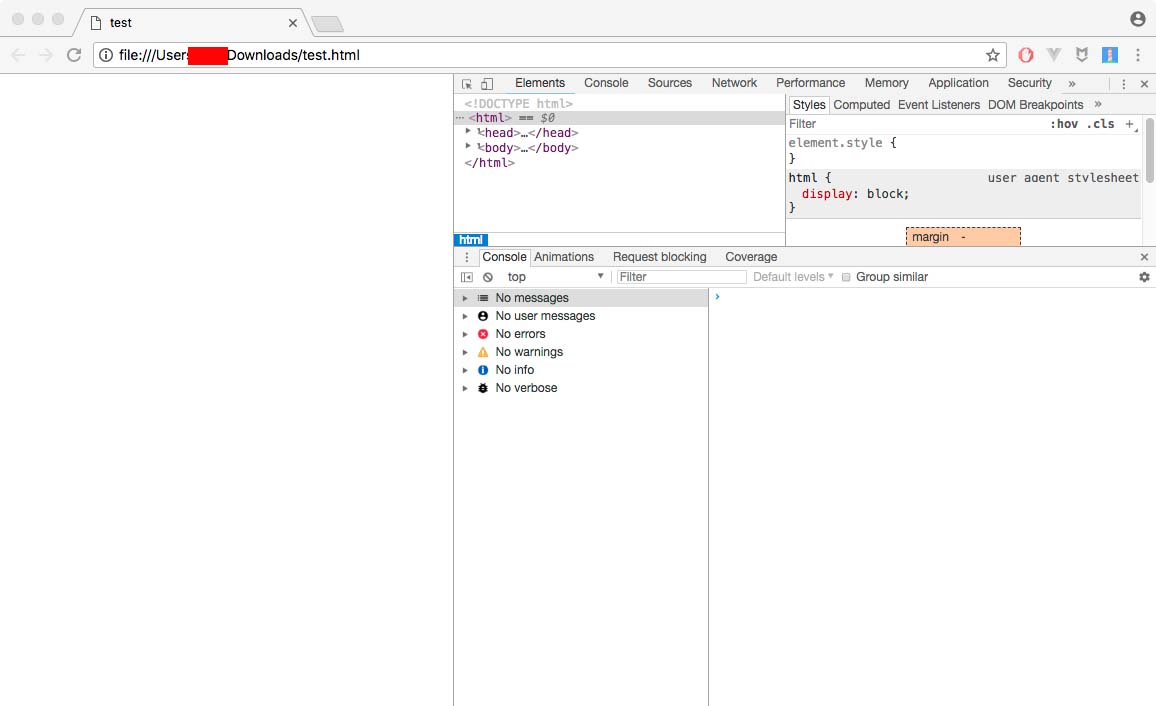 test
file:///Users Downloads/test.html
Elements Console Sources Network Performance Memory Application Security »
<!DOCTYPE html>
… <html> == $0
<head>…</head>
<body>…</body>
</html>
html
Styles Computed Event Listeners DOM Breakpoints »
Filter :hov .cls +
element.style {
}
html { user agent stylesheet
display: block;
}
margin -
Console Animations Request blocking Coverage
top Filter Default levels Group similar
No messages
No user messages
No errors
No warnings
No info
No verbose